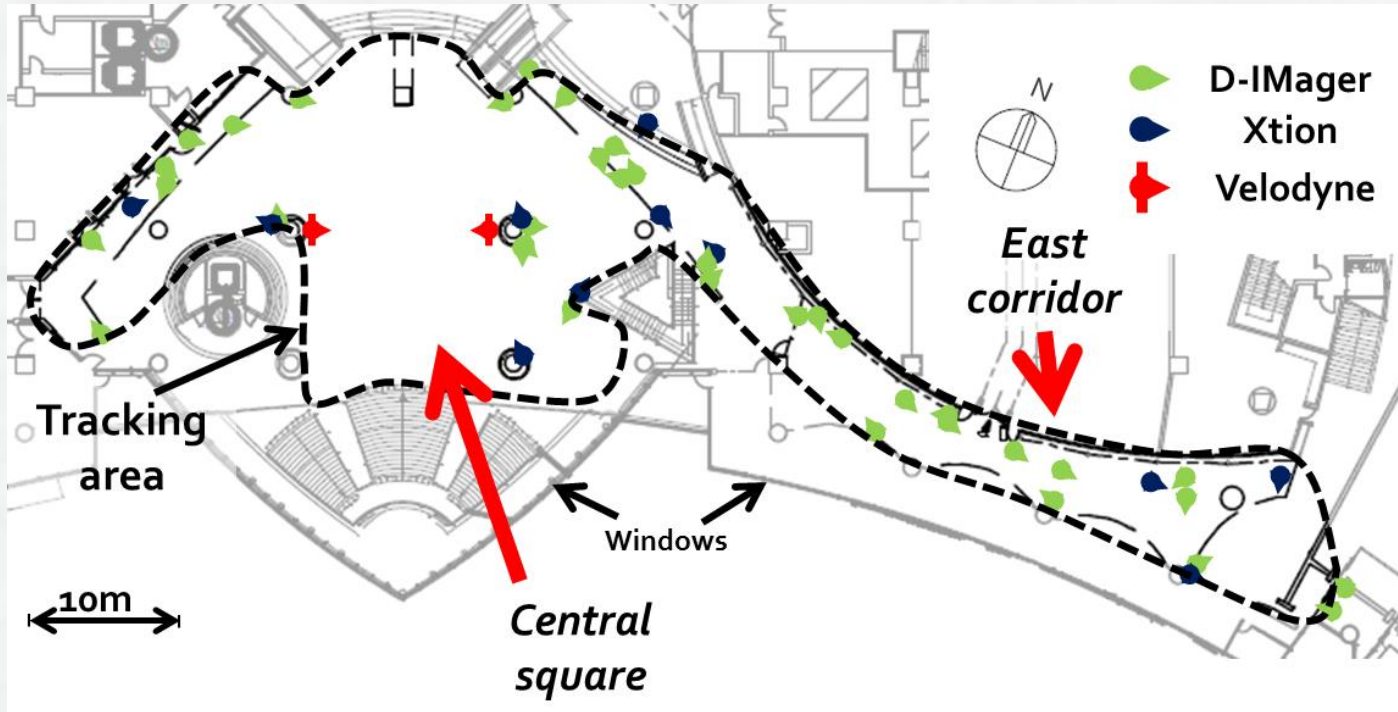 N
D-IMager
Xtion
Velodyne
East
corridor
Tracking
area
Windows
10m
Central
square